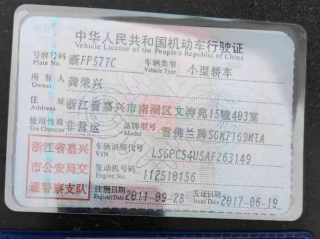 中华人民共和国机动车行驶证
Vehicle License of the People's Republic of China
号牌号码 浙FP577C 车辆类型 小型轿车
Plate No. Vehicle Type
所有人 龚荣兴
Owner
住址 浙江省嘉兴市南湖区文海苑15幢403室
Address
使用性质 非营运 品牌型号 雪佛兰牌SGM7169MTA
Use Character Model
浙江省嘉兴市公安局交通警察支队
车辆识别代号 LSGPC54U5AF263149
VIN
发动机号码 112510156
Engine No.
注册日期 2011-09-28 发证日期 2017-06-19
Register Date Issue Date